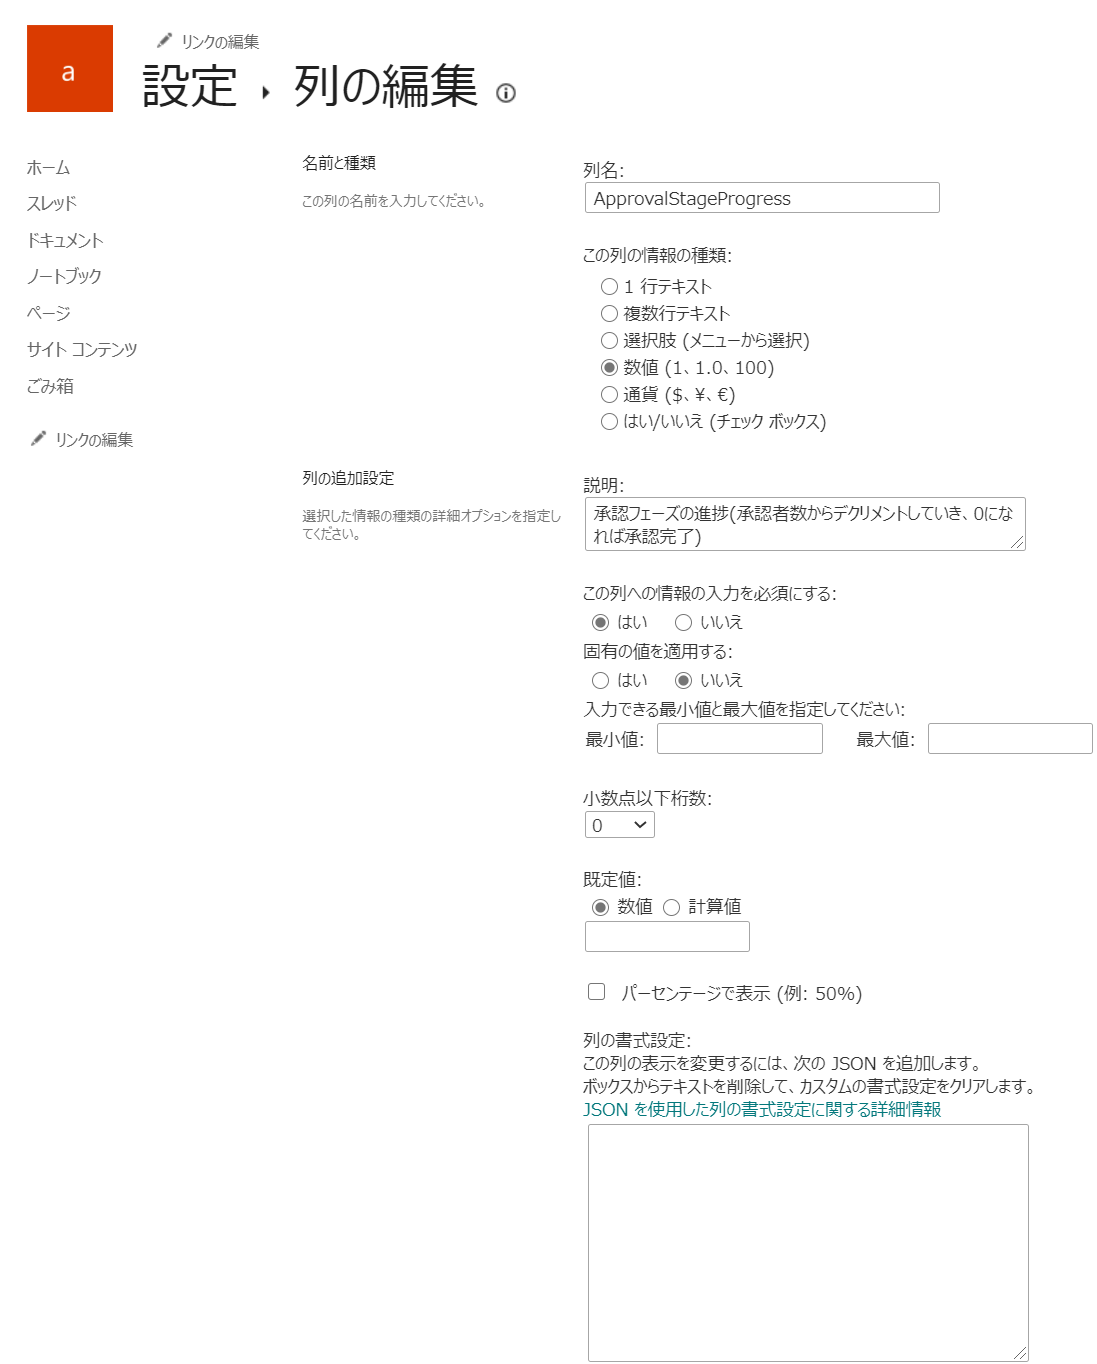 a
リンクの編集
設定 ▸ 列の編集
ホーム
スレッド
ドキュメント
ノートブック
ページ
サイト コンテンツ
ごみ箱
リンクの編集
名前と種類
この列の名前を入力してください。
列名:
ApprovalStageProgress
この列の情報の種類:
1 行テキスト
複数行テキスト
選択肢 (メニューから選択)
数値 (1、1.0、100)
通貨 ($、¥、€)
はい/いいえ (チェック ボックス)
列の追加設定
選択した情報の種類の詳細オプションを指定し
てください。
説明:
承認フェーズの進捗(承認者数からデクリメントしていき、0にな
れば承認完了)
この列への情報の入力を必須にする:
はい いいえ
固有の値を適用する:
はい いいえ
入力できる最小値と最大値を指定してください:
最小値: 最大値:
小数点以下桁数:
0
既定値:
数値 計算値
パーセンテージで表示 (例: 50%)
列の書式設定:
この列の表示を変更するには、次の JSON を追加します。
ボックスからテキストを削除して、カスタムの書式設定をクリアします。
JSON を使用した列の書式設定に関する詳細情報